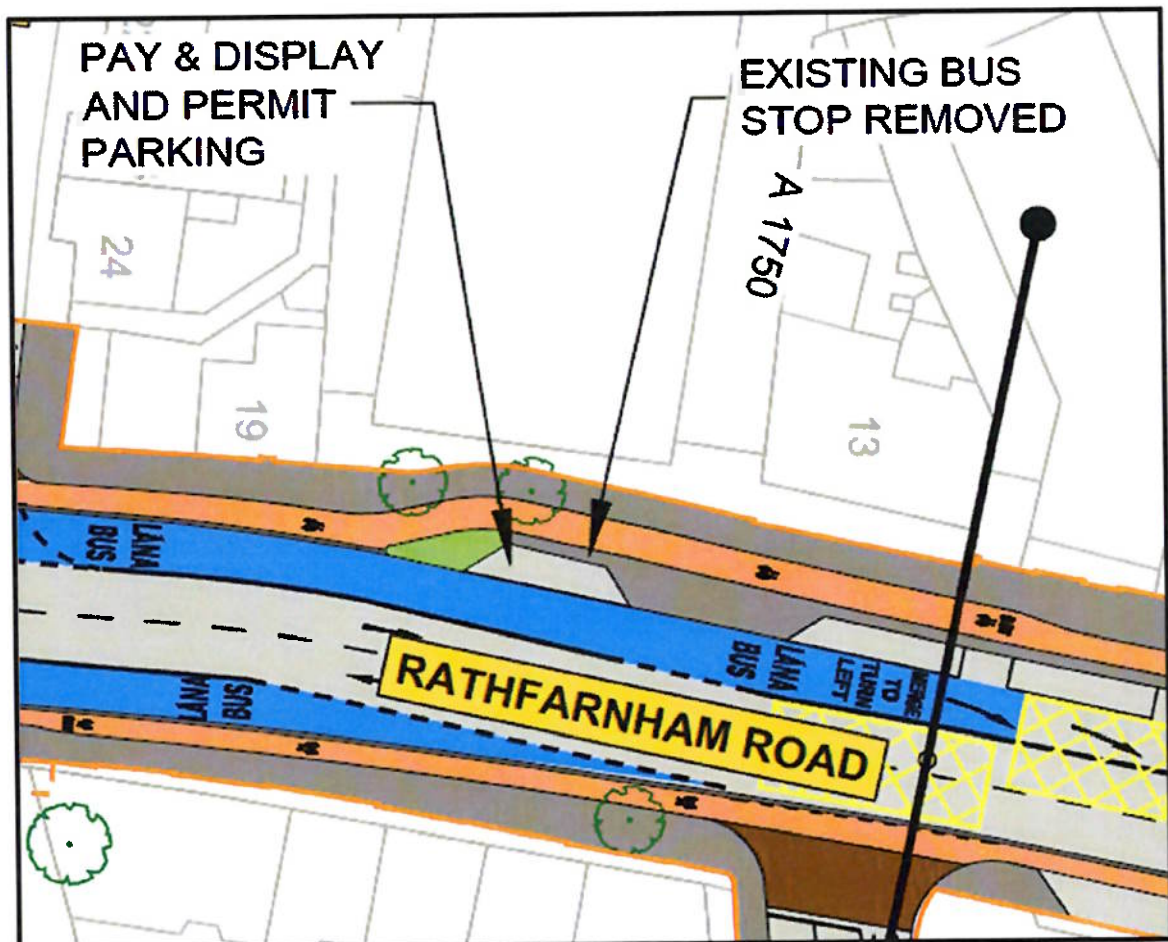 PAY & DISPLAY
AND PERMIT
PARKING
EXISTING BUS
STOP REMOVED
A 1750
24
19
13
LÁNA
BUS
LÁNA
BUS
MERGE
TO
TURN
LEFT
LÁNA
BUS
RATHFARNHAM ROAD